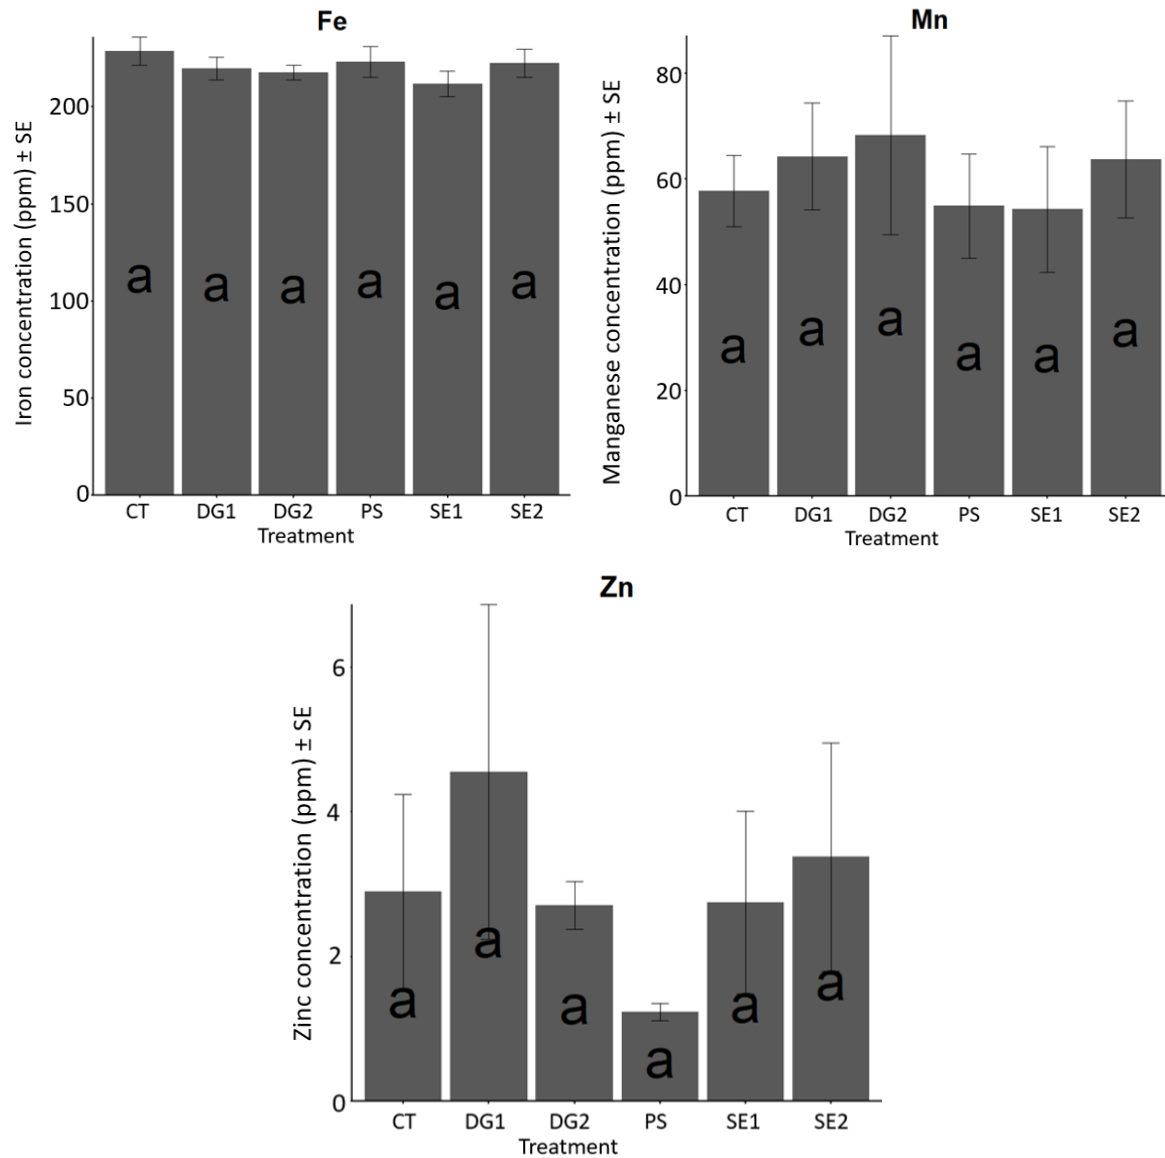 Fe
Iron concentration (ppm) ± SE
200
150
100
50
0
a a a a a a
CT DG1 DG2 PS SE1 SE2
Treatment
Mn
Manganese concentration (ppm) ± SE
80
60
40
20
0
a a a a a a
CT DG1 DG2 PS SE1 SE2
Treatment
Zn
Zinc concentration (ppm) ± SE
6
4
2
0
a a a a a a
CT DG1 DG2 PS SE1 SE2
Treatment